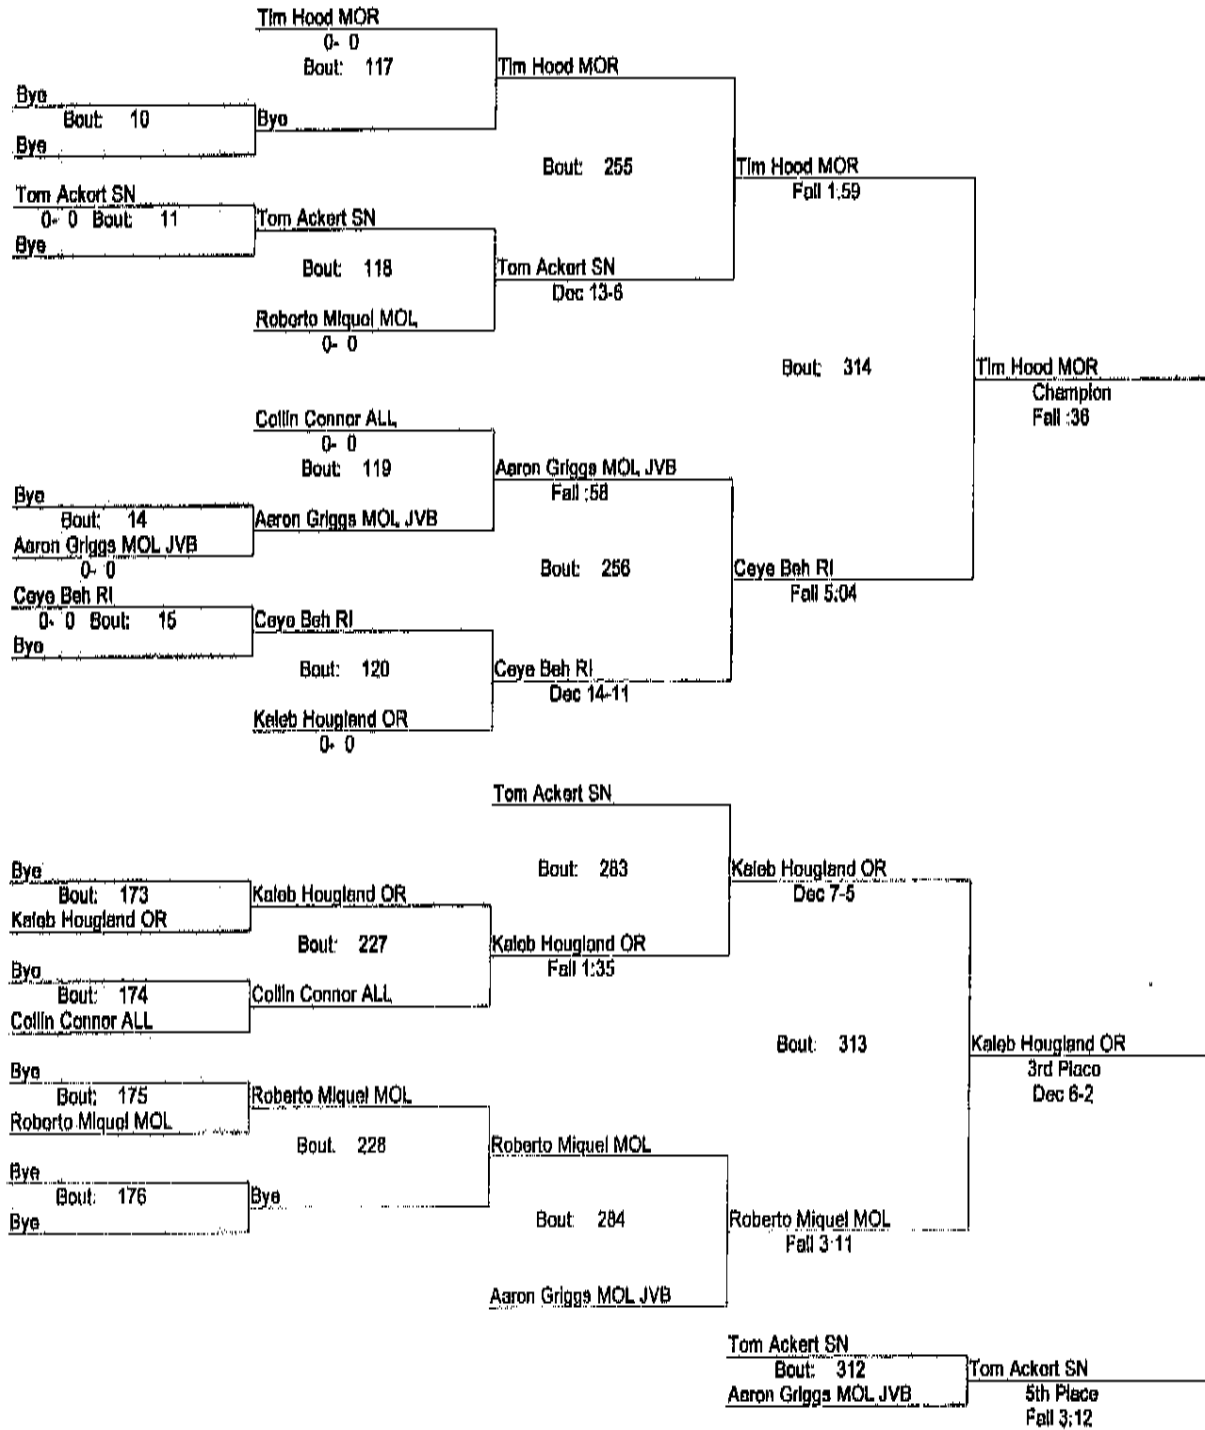 Tim Hood MOR
0- 0
Bout: 117
Tim Hood MOR
Bye
Bout: 10
Bye
Bye
Bout: 255
Tim Hood MOR
Fall 1:59
Tom Ackert SN
0- 0 Bout: 11
Tom Ackert SN
Bye
Bout: 118
Tom Ackert SN
Dec 13-6
Roberto Miquel MOL
0- 0
Bout: 314
Tim Hood MOR
Champion
Fall :36
Collin Connor ALL
0- 0
Bout: 119
Aaron Griggs MOL JVB
Fall :58
Bye
Bout: 14
Aaron Griggs MOL JVB
Aaron Griggs MOL JVB
0- 0
Bout: 256
Ceye Beh RI
Fall 5:04
Ceye Beh RI
0- 0 Bout: 15
Ceye Beh RI
Bye
Bout: 120
Ceye Beh RI
Dec 14-11
Kaleb Hougland OR
0- 0
Tom Ackert SN
Bout: 283
Kaleb Hougland OR
Dec 7-5
Bye
Bout: 173
Kaleb Hougland OR
Kaleb Hougland OR
Bout: 227
Kaleb Hougland OR
Fall 1:35
Bye
Bout: 174
Collin Connor ALL
Collin Connor ALL
Bout: 313
Kaleb Hougland OR
3rd Place
Dec 6-2
Bye
Bout: 175
Roberto Miquel MOL
Roberto Miquel MOL
Bout: 228
Roberto Miquel MOL
Bye
Bout: 176
Bye
Bye
Bout: 284
Roberto Miquel MOL
Fall 3:11
Aaron Griggs MOL JVB
Tom Ackert SN
Bout: 312
Tom Ackert SN
Aaron Griggs MOL JVB
5th Place
Fall 3:12